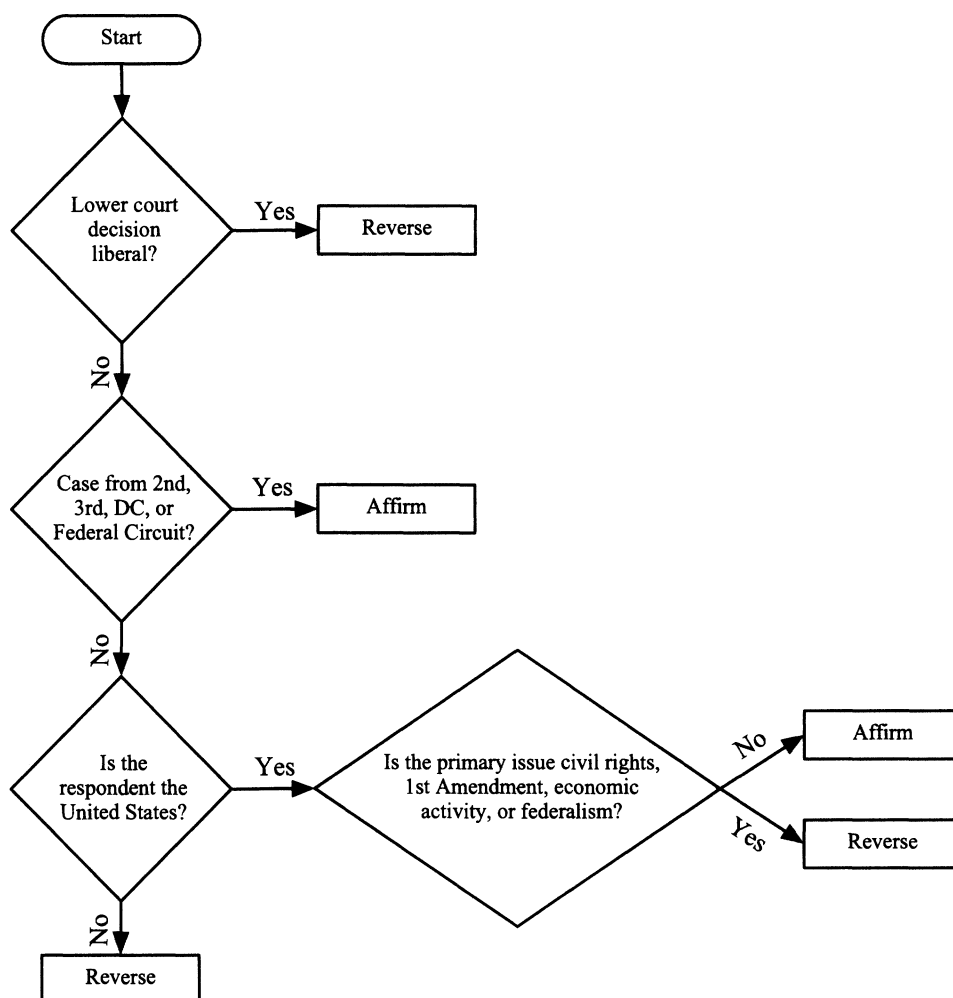 Start
Lower court
decision
liberal?
Yes
Reverse
No
Case from 2nd,
3rd, DC, or
Federal Circuit?
Yes
Affirm
No
Is the
respondent the
United States?
Yes
Is the primary issue civil rights,
1st Amendment, economic
activity, or federalism?
No
Affirm
Yes
Reverse
No
Reverse